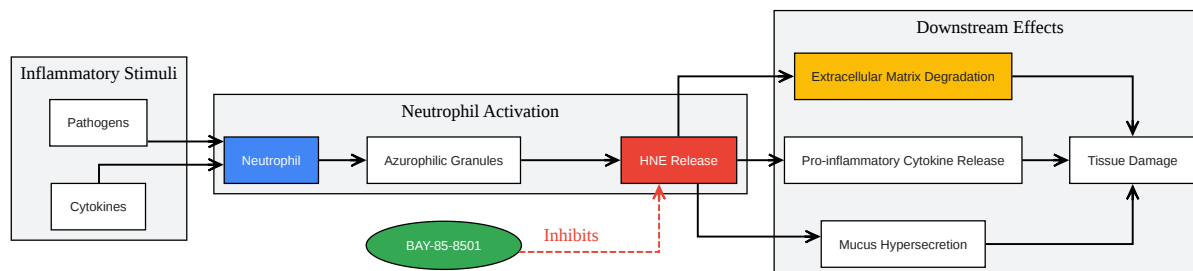 Inflammatory Stimuli
Pathogens
Cytokines
Neutrophil Activation
Neutrophil
Azurophilic Granules
HNE Release
BAY-85-8501
Inhibits
Downstream Effects
Extracellular Matrix Degradation
Pro-inflammatory Cytokine Release
Mucus Hypersecretion
Tissue Damage